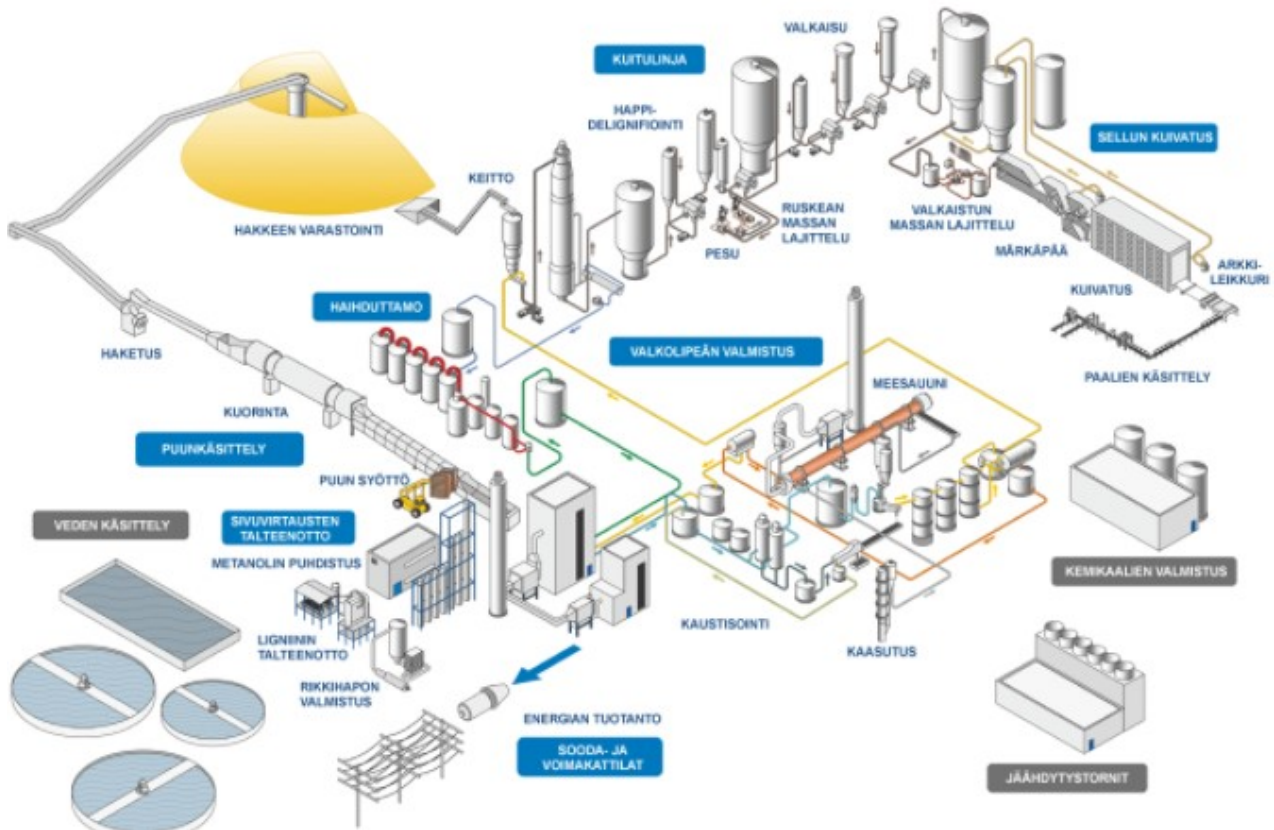 VALKAISU
KUITULINJA
HAPPI-
DELIGNIFIOINTI
SELLUN KUIVATUS
KEITTO
HAKKEEN VARASTOINTI
RUSKEAN
MASSAN
LAJITTELU
VALKAISTUN
MASSAN LAJITTELU
PESU
MÄRKÄPÄÄ
ARKKI-
LEIKKURI
KUIVATUS
HAIHDUTTAMO
HAKETUS
VALKOLIPEÄN VALMISTUS
PAALIEN KÄSITTELY
MEESAUUNI
KUORINTA
PUUNKÄSITTELY
PUUN SYÖTTÖ
VEDEN KÄSITTELY
SIVUVIRTAUSTEN
TALTEENOTTO
METANOLIN PUHDISTUS
KEMIKAALIEN VALMISTUS
KAUSTISOINTI
LIGNIININ
TALTEENOTTO
KAASUTUS
RIKKIHAPON
VALMISTUS
ENERGIAN TUOTANTO
SOODA- JA
VOIMAKATTILAT
JÄÄHDYTYSTORNIT